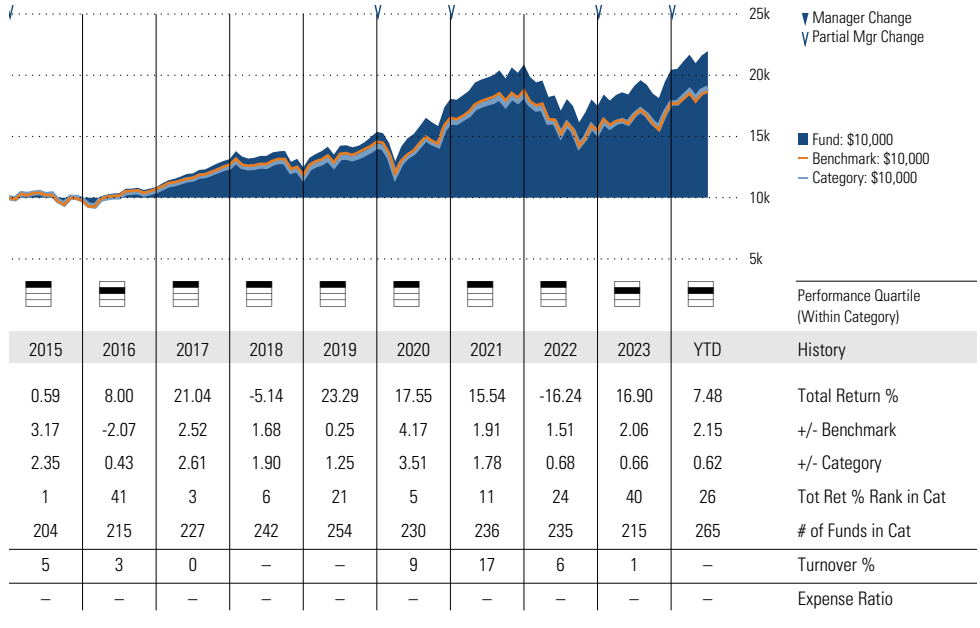 25k
20k
15k
10k
5k
Manager Change
Partial Mgr Change
Fund: $10,000
Benchmark: $10,000
Category: $10,000
Performance Quartile
(Within Category)
2015 2016 2017 2018 2019 2020 2021 2022 2023 YTD History
0.59 8.00 21.04 -5.14 23.29 17.55 15.54 -16.24 16.90 7.48 Total Return %
3.17 -2.07 2.52 1.68 0.25 4.17 1.91 1.51 2.06 2.15 +/- Benchmark
2.35 0.43 2.61 1.90 1.25 3.51 1.78 0.68 0.66 0.62 +/- Category
1 41 3 6 21 5 11 24 40 26 Tot Ret % Rank in Cat
204 215 227 242 254 230 236 235 215 265 # of Funds in Cat
5 3 0 – – 9 17 6 1 – Turnover %
– – – – – – – – – – Expense Ratio